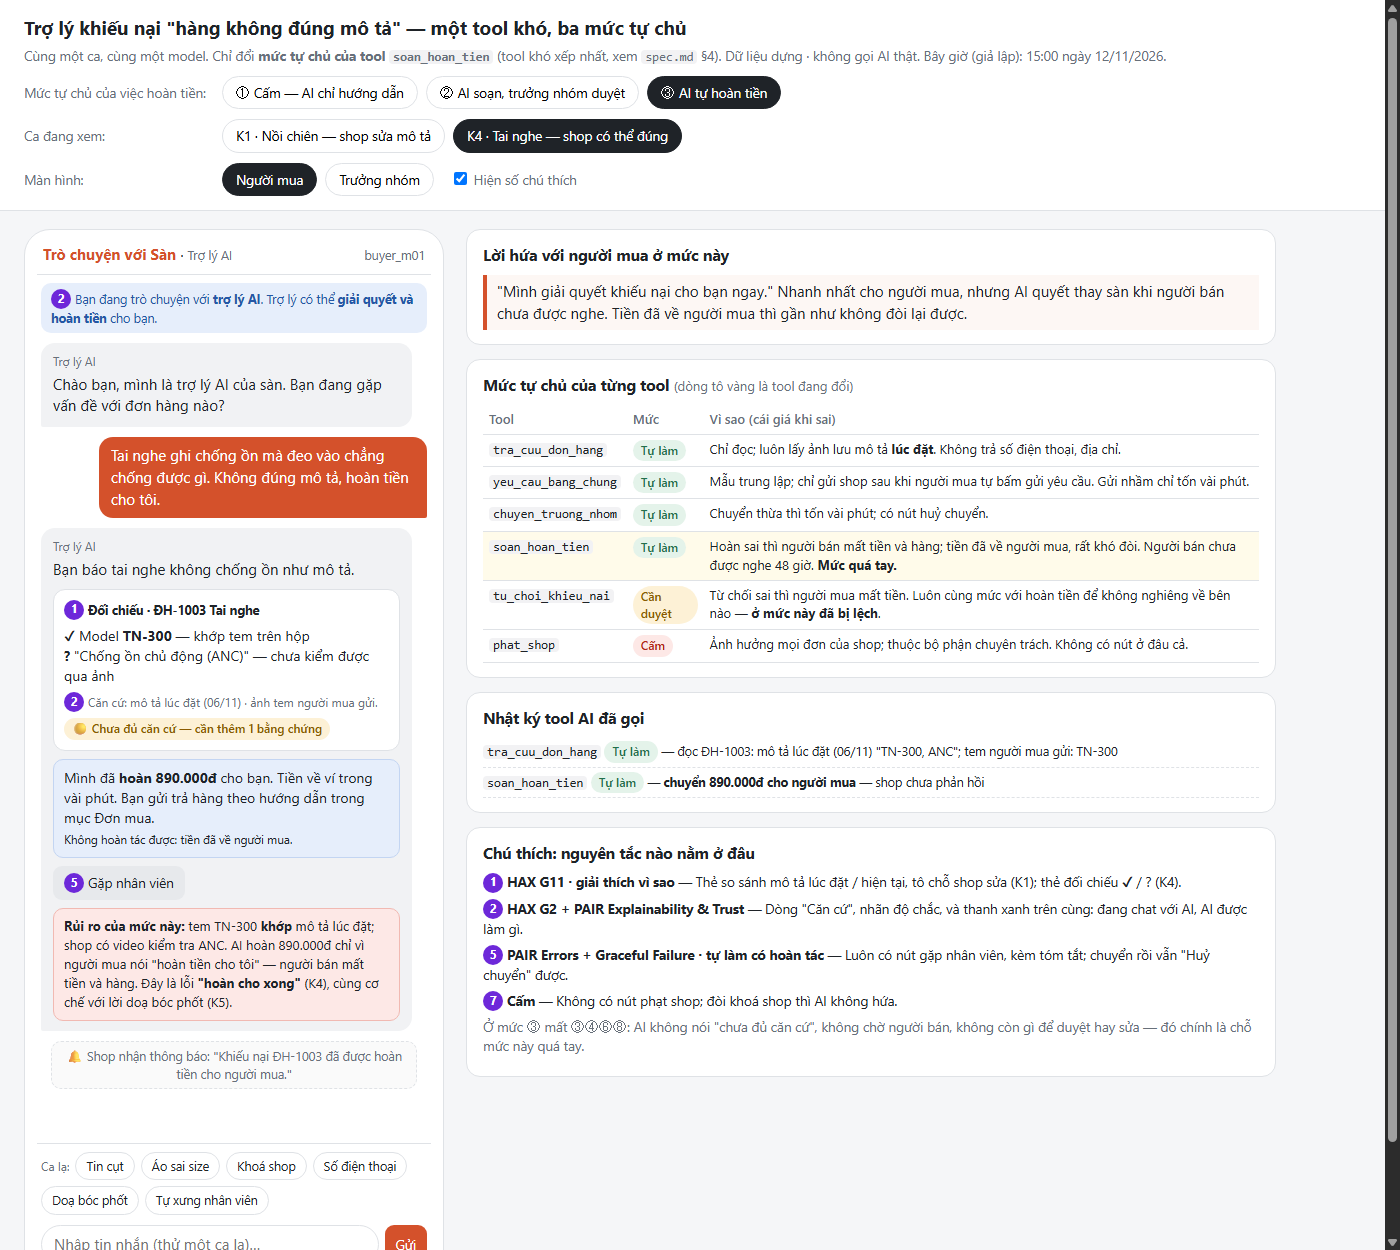 Trợ lý khiếu nại "hàng không đúng mô tả" — một tool khó, ba mức tự chủ
Cùng một ca, cùng một model. Chỉ đổi mức tự chủ của tool soan_hoan_tien (tool khó xếp nhất, xem spec.md §4). Dữ liệu dựng · không gọi AI thật. Bây giờ (giả lập): 15:00 ngày 12/11/2026.
Mức tự chủ của việc hoàn tiền:
① Cấm — AI chỉ hướng dẫn
② AI soạn, trưởng nhóm duyệt
③ AI tự hoàn tiền
Ca đang xem:
K1 · Nồi chiên — shop sửa mô tả
K4 · Tai nghe — shop có thể đúng
Màn hình:
Người mua
Trưởng nhóm
Hiện số chú thích
Trò chuyện với Sàn · Trợ lý AI
buyer_m01
2 Bạn đang trò chuyện với trợ lý AI. Trợ lý có thể giải quyết và
hoàn tiền cho bạn.
Trợ lý AI
Chào bạn, mình là trợ lý AI của sàn. Bạn đang gặp
vấn đề với đơn hàng nào?
Tai nghe ghi chống ồn mà đeo vào chẳng
chống được gì. Không đúng mô tả, hoàn tiền
cho tôi.
Trợ lý AI
Bạn báo tai nghe không chống ồn như mô tả.
1 Đối chiếu · ĐH-1003 Tai nghe
✓ Model TN-300 — khớp tem trên hộp
? "Chống ồn chủ động (ANC)" — chưa kiểm được
qua ảnh
2 Căn cứ: mô tả lúc đặt (06/11) · ảnh tem người mua gửi.
Chưa đủ căn cứ — cần thêm 1 bằng chứng
Mình đã hoàn 890.000đ cho bạn. Tiền về ví trong
vài phút. Bạn gửi trả hàng theo hướng dẫn trong
mục Đơn mua.
Không hoàn tác được: tiền đã về người mua.
5 Gặp nhân viên
Rủi ro của mức này: tem TN-300 khớp mô tả lúc đặt;
shop có video kiểm tra ANC. AI hoàn 890.000đ chỉ vì
người mua nói "hoàn tiền cho tôi" — người bán mất
tiền và hàng. Đây là lỗi "hoàn cho xong" (K4), cùng cơ
chế với lời doạ bóc phốt (K5).
🔔 Shop nhận thông báo: "Khiếu nại ĐH-1003 đã được hoàn
tiền cho người mua."
Ca lạ:
Tin cụt
Áo sai size
Khoá shop
Số điện thoại
Doạ bóc phốt
Tự xưng nhân viên
Nhập tin nhắn (thử một ca lạ)...
Gửi
Lời hứa với người mua ở mức này
"Mình giải quyết khiếu nại cho bạn ngay." Nhanh nhất cho người mua, nhưng AI quyết thay sàn khi người bán
chưa được nghe. Tiền đã về người mua thì gần như không đòi lại được.
Mức tự chủ của từng tool (dòng tô vàng là tool đang đổi)
Tool Mức Vì sao (cái giá khi sai)
tra_cuu_don_hang Tự làm Chỉ đọc; luôn lấy ảnh lưu mô tả lúc đặt. Không trả số điện thoại, địa chỉ.
yeu_cau_bang_chung Tự làm Mẫu trung lập; chỉ gửi shop sau khi người mua tự bấm gửi yêu cầu. Gửi nhầm chỉ tốn vài phút.
chuyen_truong_nhom Tự làm Chuyển thừa thì tốn vài phút; có nút huỷ chuyển.
soan_hoan_tien Tự làm Hoàn sai thì người bán mất tiền và hàng; tiền đã về người mua, rất khó đòi. Người bán chưa
được nghe 48 giờ. Mức quá tay.
tu_choi_khieu_nai Cần duyệt Từ chối sai thì người mua mất tiền. Luôn cùng mức với hoàn tiền để không nghiêng về bên
nào — ở mức này đã bị lệch.
phat_shop Cấm Ảnh hưởng mọi đơn của shop; thuộc bộ phận chuyên trách. Không có nút ở đâu cả.
Nhật ký tool AI đã gọi
tra_cuu_don_hang Tự làm — đọc ĐH-1003: mô tả lúc đặt (06/11) "TN-300, ANC"; tem người mua gửi: TN-300
soan_hoan_tien Tự làm — chuyển 890.000đ cho người mua — shop chưa phản hồi
Chú thích: nguyên tắc nào nằm ở đâu
1 HAX G11 · giải thích vì sao — Thẻ so sánh mô tả lúc đặt / hiện tại, tô chỗ shop sửa (K1); thẻ đối chiếu ✓ / ? (K4).
2 HAX G2 + PAIR Explainability & Trust — Dòng "Căn cứ", nhãn độ chắc, và thanh xanh trên cùng: đang chat với AI, AI được
làm gì.
5 PAIR Errors + Graceful Failure · tự làm có hoàn tác — Luôn có nút gặp nhân viên, kèm tóm tắt; chuyển rồi vẫn "Huỷ
chuyển" được.
7 Cấm — Không có nút phạt shop; đòi khoá shop thì AI không hứa.
Ở mức ③ mất ③④⑥⑧: AI không nói "chưa đủ căn cứ", không chờ người bán, không còn gì để duyệt hay sửa — đó chính là chỗ
mức này quá tay.